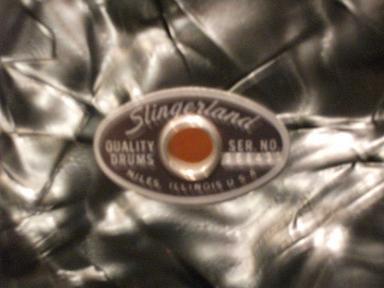 Slingerland
QUALITY SER. NO.
DRUMS
NILES, ILLINOIS U.S.A.